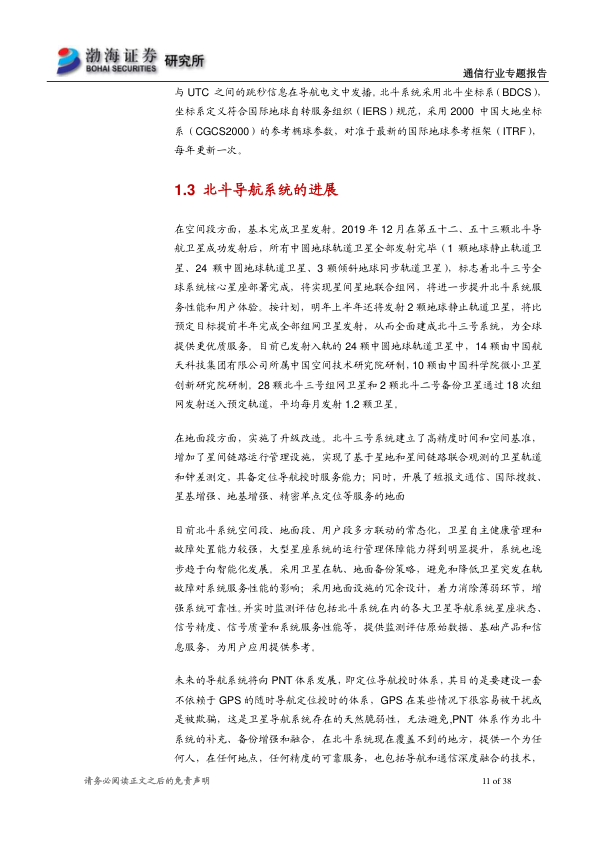 渤海证券 研究所
BOHAI SECURITIES
通信行业专题报告
与 UTC 之间的跳秒信息在导航电文中发播。北斗系统采用北斗坐标系（BDCS），
坐标系定义符合国际地球自转服务组织（IERS）规范，采用 2000 中国大地坐标
系（CGCS2000）的参考椭球参数，对准于最新的国际地球参考框架（ITRF），
每年更新一次。
1.3 北斗导航系统的进展
在空间段方面，基本完成卫星发射。2019 年 12 月在第五十二、五十三颗北斗导
航卫星成功发射后，所有中圆地球轨道卫星全部发射完毕（1 颗地球静止轨道卫
星、24 颗中圆地球轨道卫星、3 颗倾斜地球同步轨道卫星），标志着北斗三号全
球系统核心星座部署完成，将实现星间星地联合组网，将进一步提升北斗系统服
务性能和用户体验。按计划，明年上半年还将发射 2 颗地球静止轨道卫星，将比
预定目标提前半年完成全部组网卫星发射，从而全面建成北斗三号系统，为全球
提供更优质服务。目前已发射入轨的 24 颗中圆地球轨道卫星中，14 颗由中国航
天科技集团有限公司所属中国空间技术研究院研制，10 颗由中国科学院微小卫星
创新研究院研制。28 颗北斗三号组网卫星和 2 颗北斗二号备份卫星通过 18 次组
网发射送入预定轨道，平均每月发射 1.2 颗卫星。
在地面段方面，实施了升级改造。北斗三号系统建立了高精度时间和空间基准，
增加了星间链路运行管理设施，实现了基于星地和星间链路联合观测的卫星轨道
和钟差测定，具备定位导航授时服务能力；同时，开展了短报文通信、国际搜救、
星基增强、地基增强、精密单点定位等服务的地面
目前北斗系统空间段、地面段、用户段多方联动的常态化，卫星自主健康管理和
故障处置能力较强，大型星座系统的运行管理保障能力得到明显提升，系统也逐
步趋于向智能化发展。采用卫星在轨、地面备份策略，避免和降低卫星突发在轨
故障对系统服务性能的影响；采用地面设施的冗余设计，着力消除薄弱环节，增
强系统可靠性。并实时监测评估包括北斗系统在内的各大卫星导航系统星座状态、
信号精度、信号质量和系统服务性能等，提供监测评估原始数据、基础产品和信
息服务，为用户应用提供参考。
未来的导航系统将向 PNT 体系发展，即定位导航授时体系，其目的是要建设一套
不依赖于 GPS 的随时导航定位授时的体系，GPS 在某些情况下很容易被干扰或
是被欺骗，这是卫星导航系统存在的天然脆弱性，无法避免,PNT 体系作为北斗
系统的补充、备份增强和融合，在北斗系统现在覆盖不到的地方，提供一个为任
何人，在任何地点，任何精度的可靠服务，也包括导航和通信深度融合的技术，
请务必阅读正文之后的免责声明
11 of 38